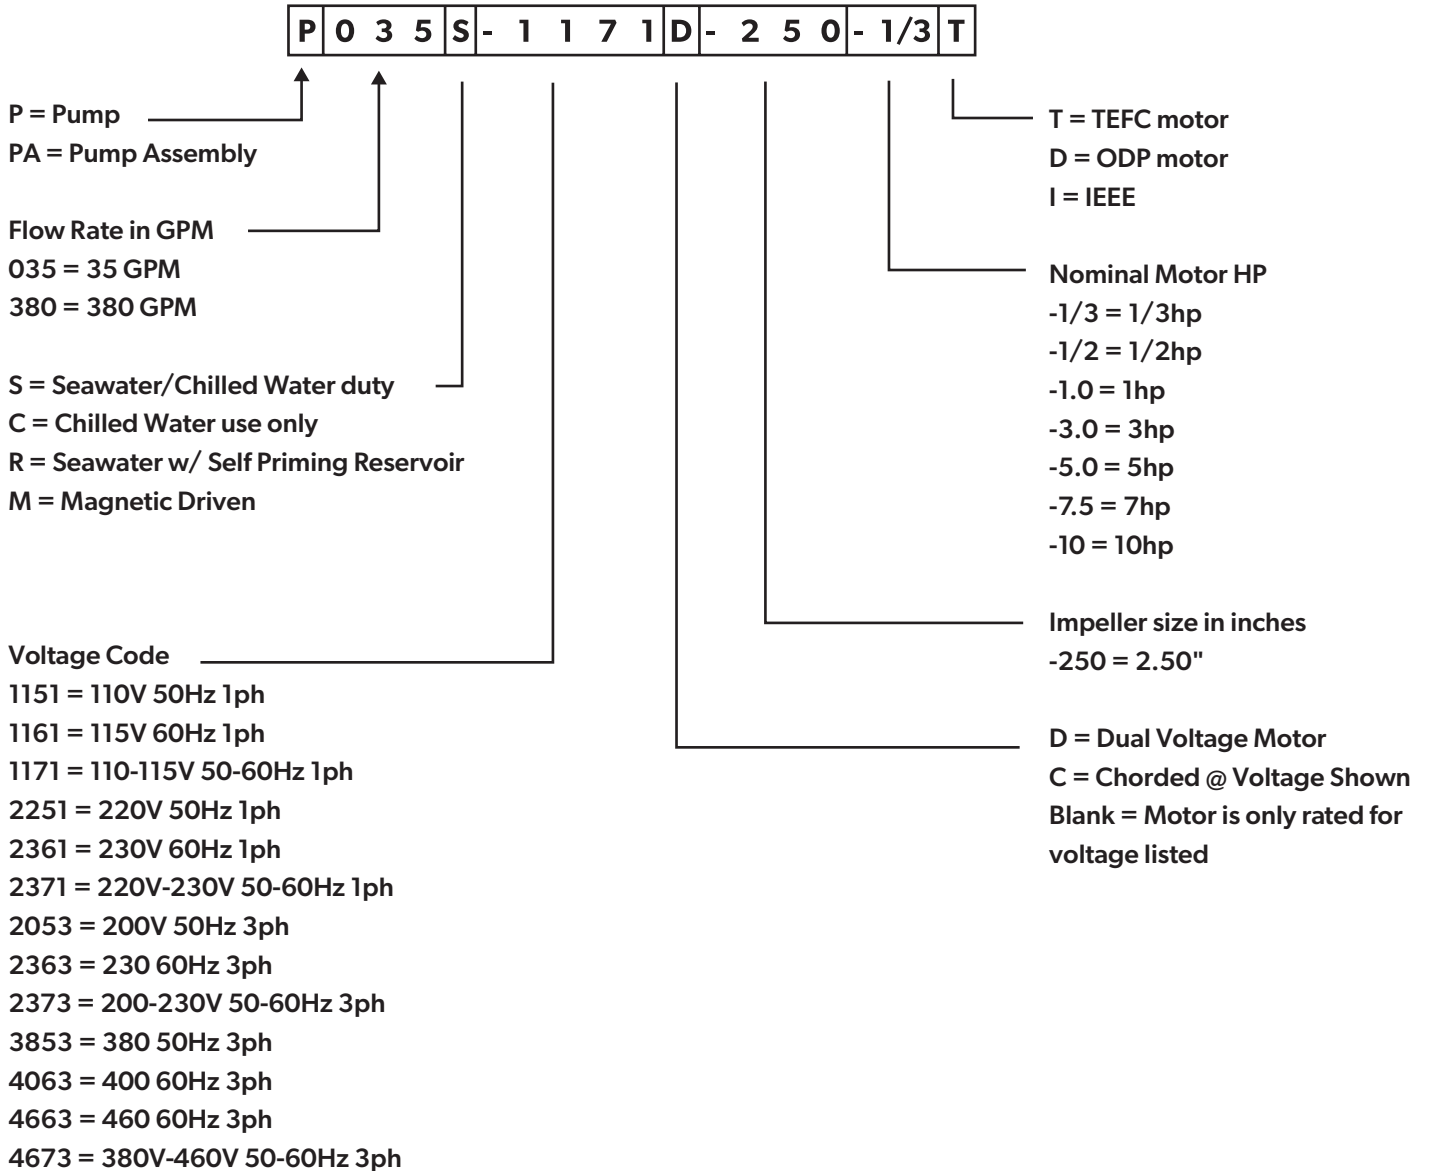 P 0 3 5 S - 1 1 7 1 D - 2 5 0 - 1/3 T
P = Pump
PA = Pump Assembly
Flow Rate in GPM
035 = 35 GPM
380 = 380 GPM
S = Seawater/Chilled Water duty
C = Chilled Water use only
R = Seawater w/ Self Priming Reservoir
M = Magnetic Driven
Voltage Code
1151 = 110V 50Hz 1ph
1161 = 115V 60Hz 1ph
1171 = 110-115V 50-60Hz 1ph
2251 = 220V 50Hz 1ph
2361 = 230V 60Hz 1ph
2371 = 220V-230V 50-60Hz 1ph
2053 = 200V 50Hz 3ph
2363 = 230 60Hz 3ph
2373 = 200-230V 50-60Hz 3ph
3853 = 380 50Hz 3ph
4063 = 400 60Hz 3ph
4663 = 460 60Hz 3ph
4673 = 380V-460V 50-60Hz 3ph
T = TEFC motor
D = ODP motor
I = IEEE
Nominal Motor HP
-1/3 = 1/3hp
-1/2 = 1/2hp
-1.0 = 1hp
-3.0 = 3hp
-5.0 = 5hp
-7.5 = 7hp
-10 = 10hp
Impeller size in inches
-250 = 2.50"
D = Dual Voltage Motor
C = Chorded @ Voltage Shown
Blank = Motor is only rated for
voltage listed